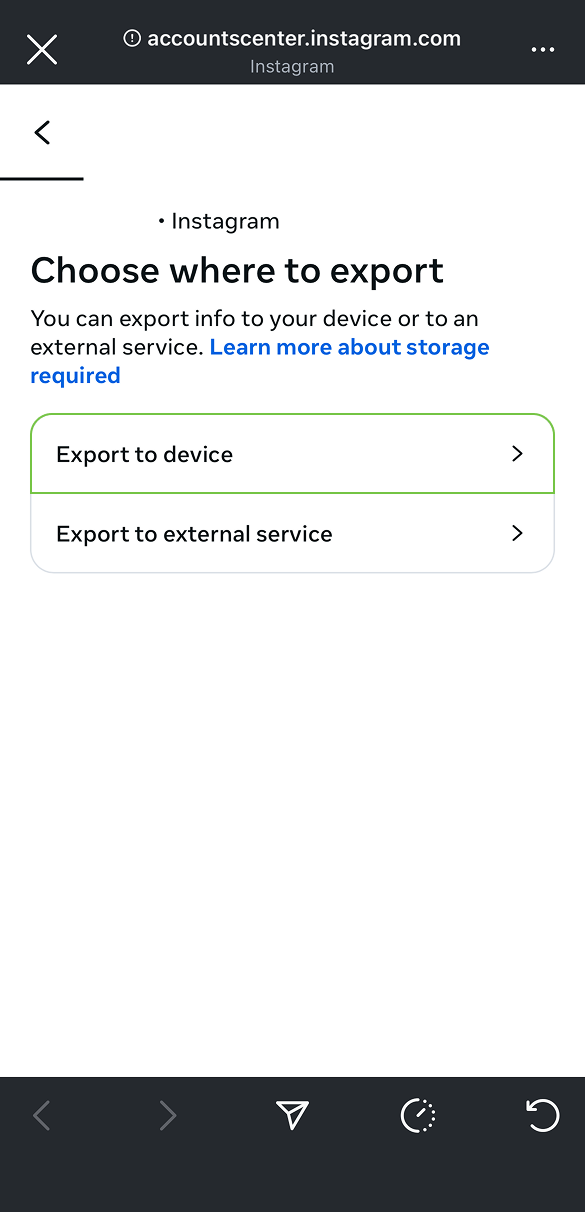 accountscenter.instagram.com
Instagram
• Instagram
Choose where to export
You can export info to your device or to an
external service. Learn more about storage
required
Export to device
Export to external service